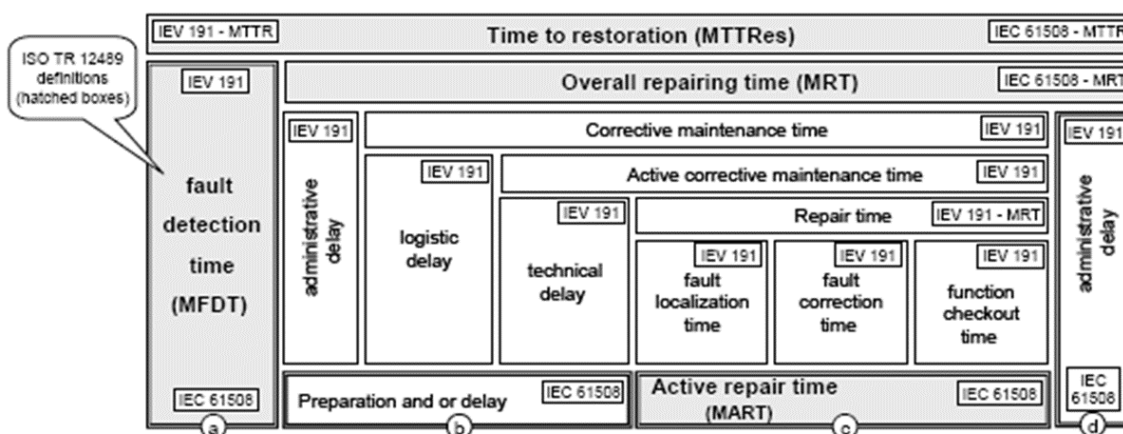 IEV 191 - MTTR
Time to restoration (MTTRes)
IEC 61508 - MTTR
ISO TR 12489
definitions
(hatched boxes)
IEV 191
fault
detection
time
(MFDT)
IEC 61508
a
Overall repairing time (MRT)
IEC 61508 - MRT
IEV 191
administrative
delay
Corrective maintenance time
IEV 191
IEV 191
logistic
delay
Active corrective maintenance time
IEV 191
IEV 191
technical
delay
Repair time
IEV 191 - MRT
IEV 191
fault
localization
time
IEV 191
fault
correction
time
IEV 191
function
checkout
time
IEV 191
administrative
delay
IEC
61508
d
Preparation and or delay
IEC 61508
b
Active repair time
(MART)
IEC 61508
c